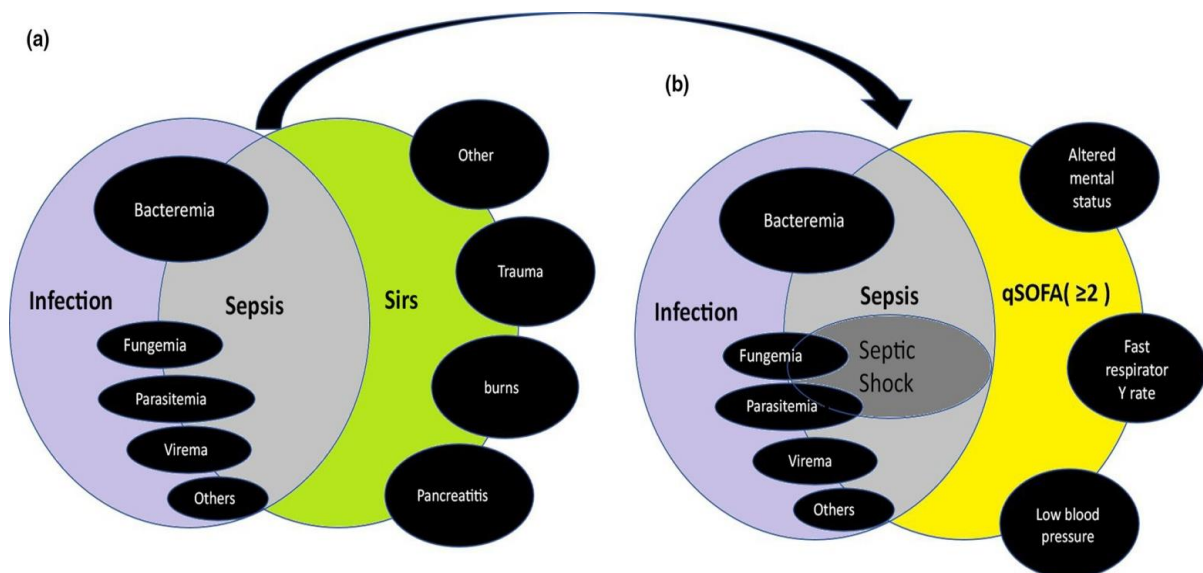 (a)
Other
Bacteremia
Trauma
Infection
Sepsis
Sirs
Fungemia
burns
Parasitemia
Virema
Others
Pancreatitis
(b)
Altered
mental
status
Bacteremia
Infection
Sepsis
qSOFA( ≥2 )
Septic
Shock
Fungemia
Fast
respirator
Y rate
Parasitemia
Virema
Others
Low blood
pressure